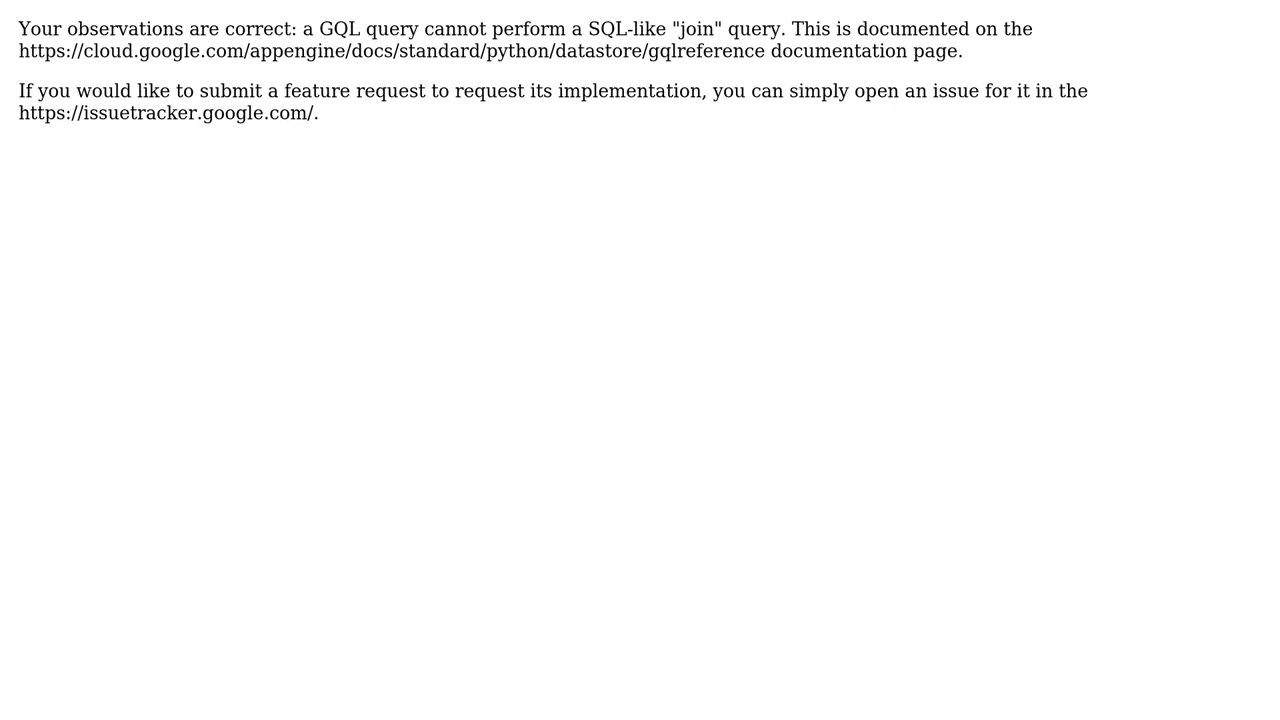 Your observations are correct: a GQL query cannot perform a SQL-like "join" query. This is documented on the
https://cloud.google.com/appengine/docs/standard/python/datastore/gqlreference documentation page.
If you would like to submit a feature request to request its implementation, you can simply open an issue for it in the
https://issuetracker.google.com/.